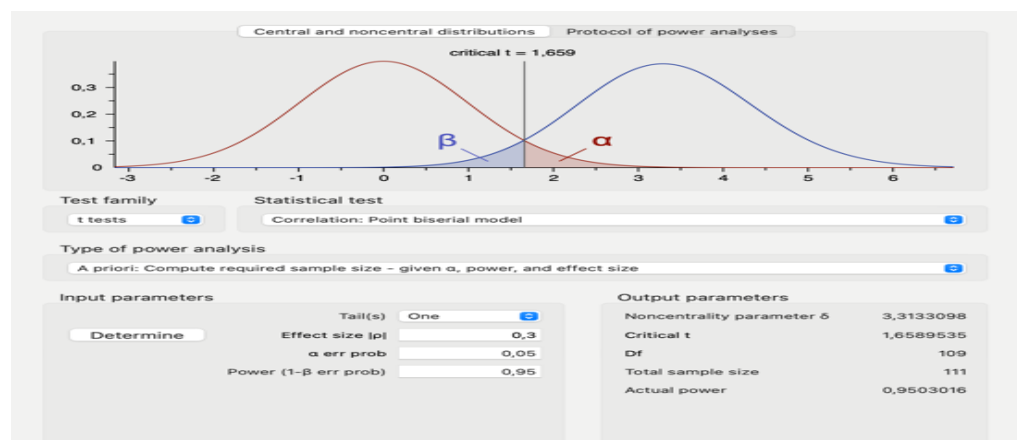 Central and noncentral distributions Protocol of power analyses
critical t = 1,659
0,3
0,2
0,1
0
β α
-3 -2 -1 0 1 2 3 4 5 6
Test family Statistical test
t tests Correlation: Point biserial model
Type of power analysis
A priori: Compute required sample size - given α, power, and effect size
Input parameters Output parameters
Tail(s) One Noncentrality parameter δ 3,3133098
Determine Effect size |ρ| 0,3 Critical t 1,6589535
α err prob 0,05 Df 109
Power (1-β err prob) 0,95 Total sample size 111
Actual power 0,9503016